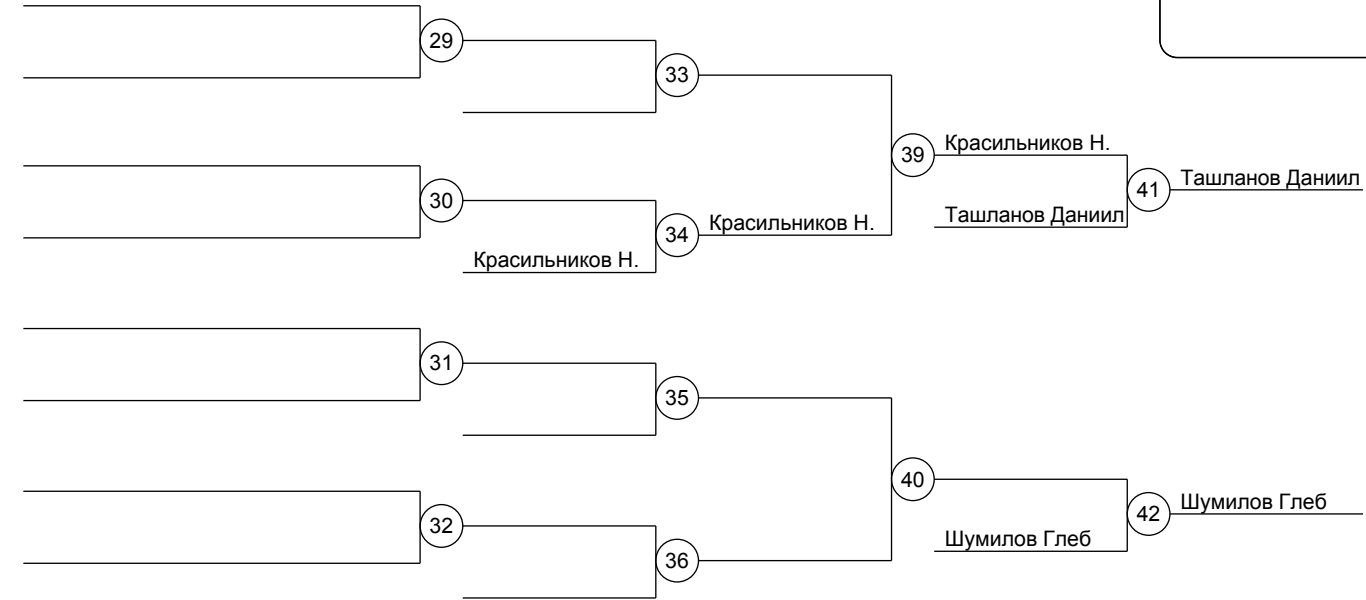 29
33
39
Красильников Н.
41
Ташланов Даниил
30
34
Красильников Н.
Ташланов Даниил
Красильников Н.
31
35
40
42
Шумилов Глеб
32
36
Шумилов Глеб